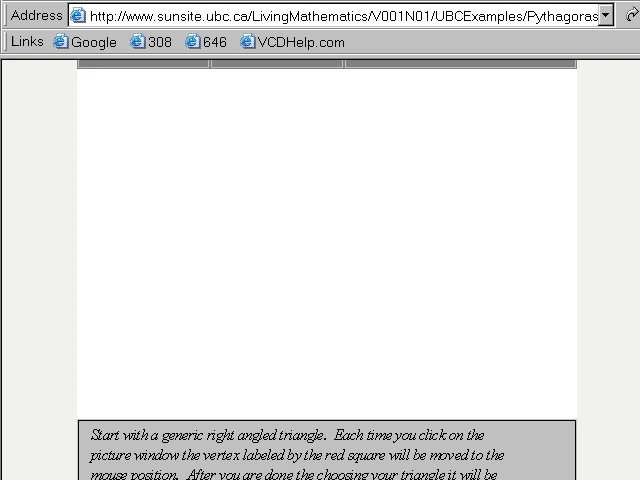 Address http://www.sunsite.ubc.ca/LivingMathematics/V001N01/UBCExamples/Pythagoras
Links Google 308 646 VCDHelp.com
Start with a generic right angled triangle. Each time you click on the
picture window the vertex labeled by the red square will be moved to the
mouse position. After you are done the choosing your triangle it will be